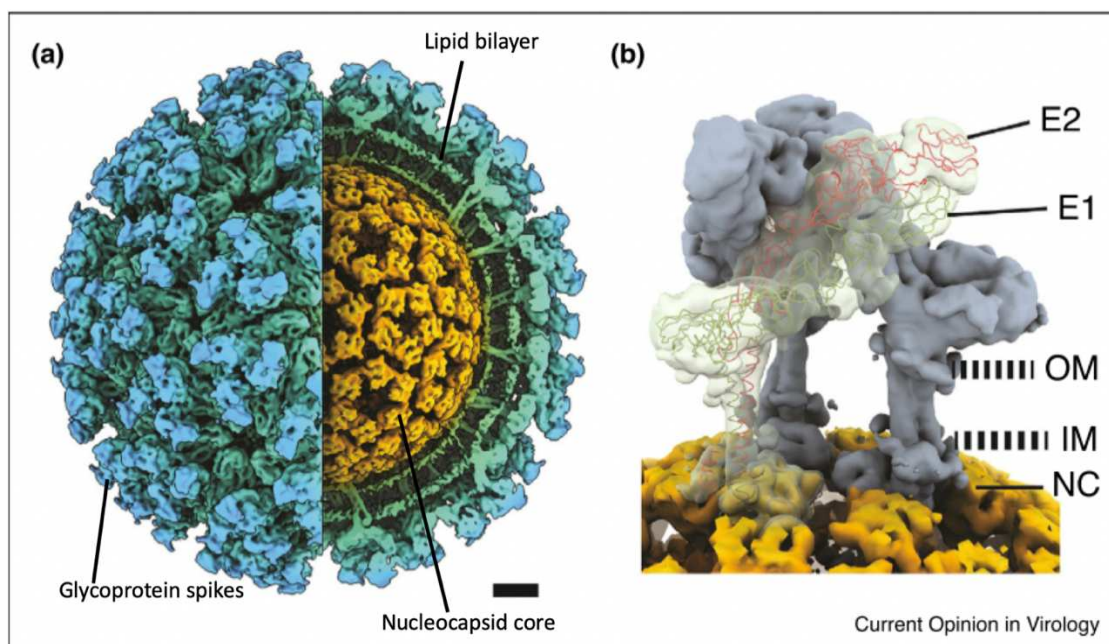 (a)
Lipid bilayer
Glycoprotein spikes
Nucleocapsid core
(b)
E2
E1
OM
IM
NC
Current Opinion in Virology